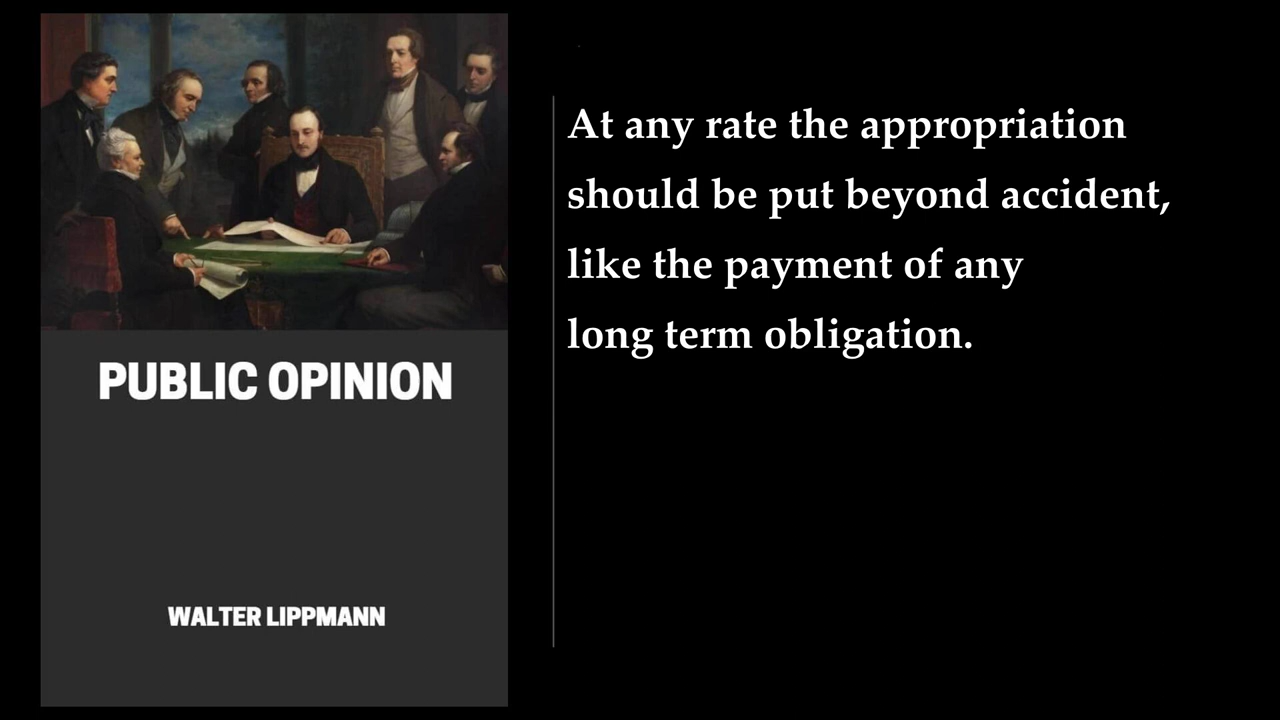 PUBLIC OPINION
WALTER LIPPMANN
At any rate the appropriation
should be put beyond accident,
like the payment of any
long term obligation.